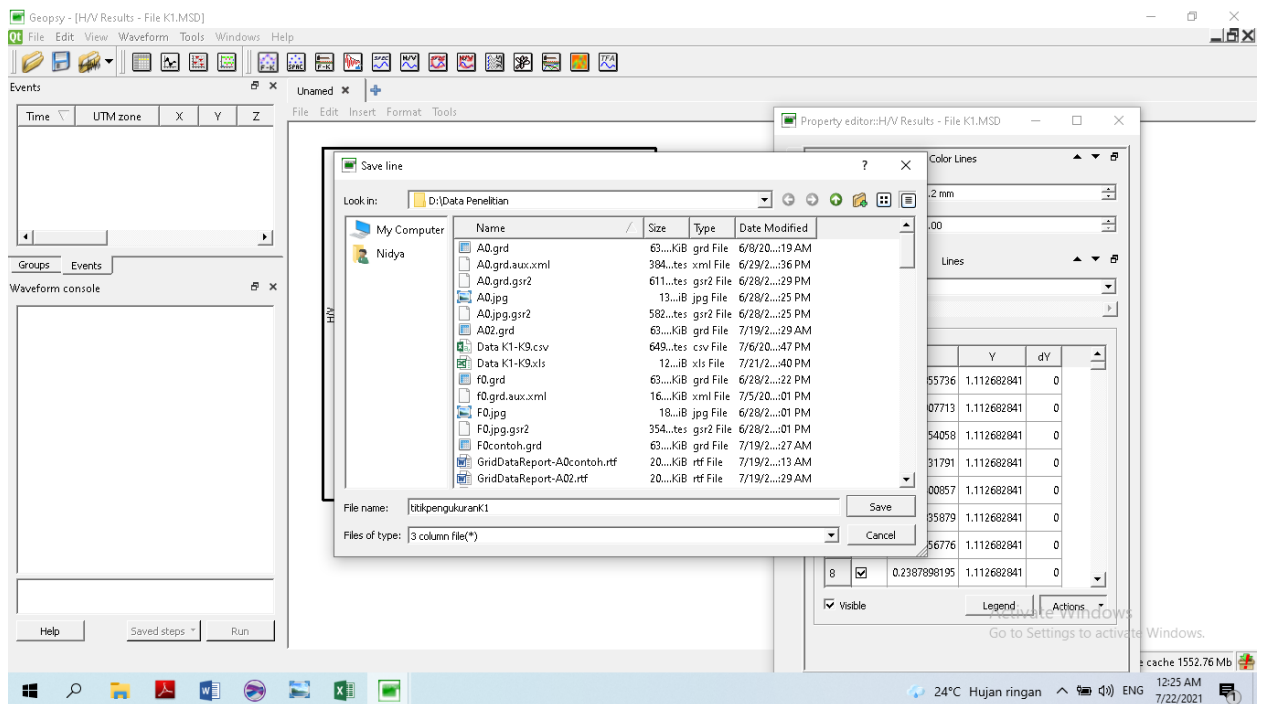 Geopsy - [H/V Results - File K1.MSD]
File Edit View Waveform Tools Windows Help
Events
Time UTM zone X Y Z
Groups Events
Waveform console
Help Saved steps Run
Unamed
File Edit Insert Format Tools
H/V
Property editor::H/V Results - File K1.MSD
Color Lines
.2 mm
.00
Lines
Y dY
55736 1.112682841 0
07713 1.112682841 0
54058 1.112682841 0
31791 1.112682841 0
00857 1.112682841 0
35879 1.112682841 0
56776 1.112682841 0
8 0.2387898195 1.112682841 0
Visible Legend Actions
Save line
Look in: D:\Data Penelitian
My Computer
Nidya
Name Size Type Date Modified
A0.grd 63....KiB grd File 6/8/20...:19 AM
A0.grd.aux.xml 384...tes xml File 6/29/2...:36 PM
A0.grd.gsr2 611...tes gsr2 File 6/28/2...:29 PM
A0.jpg 13...iB jpg File 6/28/2...:25 PM
A0.jpg.gsr2 582...tes gsr2 File 6/28/2...:25 PM
A02.grd 63....KiB grd File 7/19/2...:29 AM
Data K1-K9.csv 649...tes csv File 7/6/20...:47 PM
Data K1-K9.xls 12...iB xls File 7/21/2...:40 PM
f0.grd 63....KiB grd File 6/28/2...:22 PM
f0.grd.aux.xml 16....KiB xml File 7/5/20...:01 PM
F0.jpg 18...iB jpg File 6/28/2...:01 PM
F0.jpg.gsr2 354...tes gsr2 File 6/28/2...:01 PM
F0contoh.grd 63....KiB grd File 7/19/2...:27 AM
GridDataReport-A0contoh.rtf 20....KiB rtf File 7/19/2...:13 AM
GridDataReport-A02.rtf 20....KiB rtf File 7/19/2...:29 AM
File name: titikpengukuranK1 Save
Files of type: 3 column file(*) Cancel
Activate Windows
Go to Settings to activate Windows.
e cache 1552.76 Mb
24°C Hujan ringan ENG 12:25 AM
7/22/2021